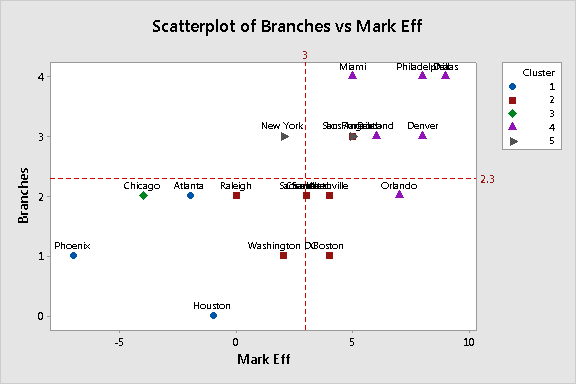 Scatterplot of Branches vs Mark Eff
3
Miami
4
Cluster
1
2
3
4
5
New York
Denver
3
2.3
Chicago
Atlanta
Raleigh
Orlando
2
Branches
Phoenix
Washington DC
Boston
1
Houston
0
-5
0
5
10
Mark Eff